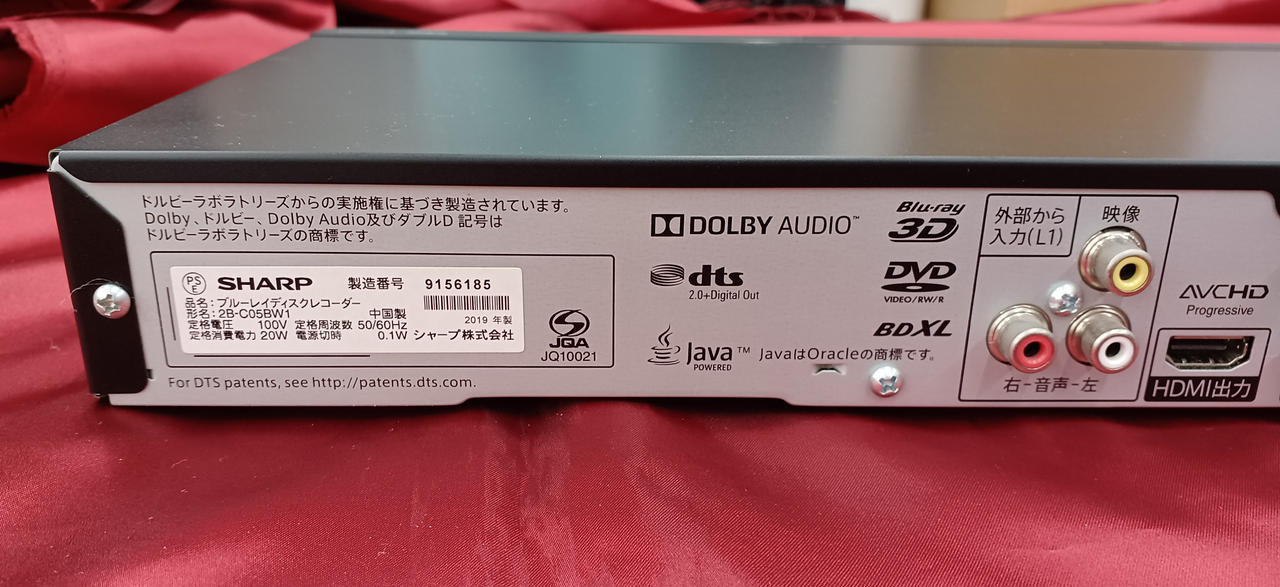 ドルビーラボラトリーズからの実施権に基づき製造されています。
Dolby、ドルビー、Dolby Audio及びダブルD 記号は
ドルビーラボラトリーズの商標です。
PS
E
SHARP 製造番号 9156185
品名：ブルーレイディスクレコーダー
形名：2B-C05BW1 中国製 2019 年製
定格電圧 100V 定格周波数 50/60Hz
定格消費電力 20W 電源切時 0.1W シャープ株式会社
JQA
JQ10021
For DTS patents, see http://patents.dts.com.
DOLBY AUDIO™
dts
2.0+Digital Out
Java™
POWERED
JavaはOracleの商標です。
Blu-ray
3D
DVD
VIDEO/RW/R
BDXL
外部から
入力(L1)
映像
右-音声-左
AVCHD
Progressive
HDMI出力